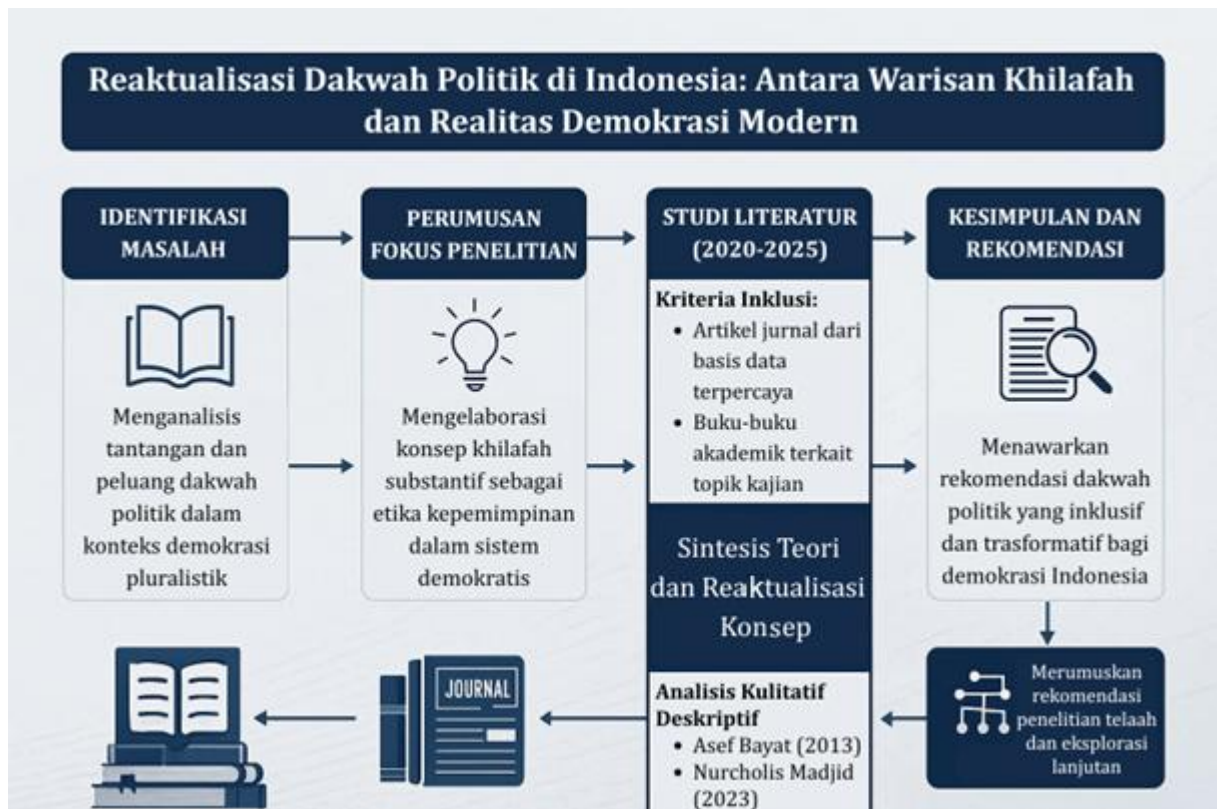 Reaktualisasi Dakwah Politik di Indonesia: Antara Warisan Khilafah
dan Realitas Demokrasi Modern
IDENTIFIKASI
MASALAH
Menganalisis
tantangan dan
peluang dakwah
politik dalam
konteks demokrasi
pluralistik
PERUMUSAN
FOKUS PENELITIAN
Mengelaborasi
konsep khilafah
substantif sebagai
etika kepemimpinan
dalam sistem
demokratis
STUDI LITERATUR
(2020-2025)
Kriteria Inklusi:
• Artikel jurnal dari
basis data
terpercaya
• Buku-buku
akademik terkait
topik kajian
Sintesis Teori
dan Reaktualisasi
Konsep
Analisis Kulitatif
Deskriptif
• Asef Bayat (2013)
• Nurcholis Madjid
(2023)
KESIMPULAN DAN
REKOMENDASI
Menawarkan
rekomendasi dakwah
politik yang inklusif
dan trasformatif bagi
demokrasi Indonesia
Merumuskan
rekomendasi
penelitian telaah
dan eksplorasi
lanjutan
JOURNAL